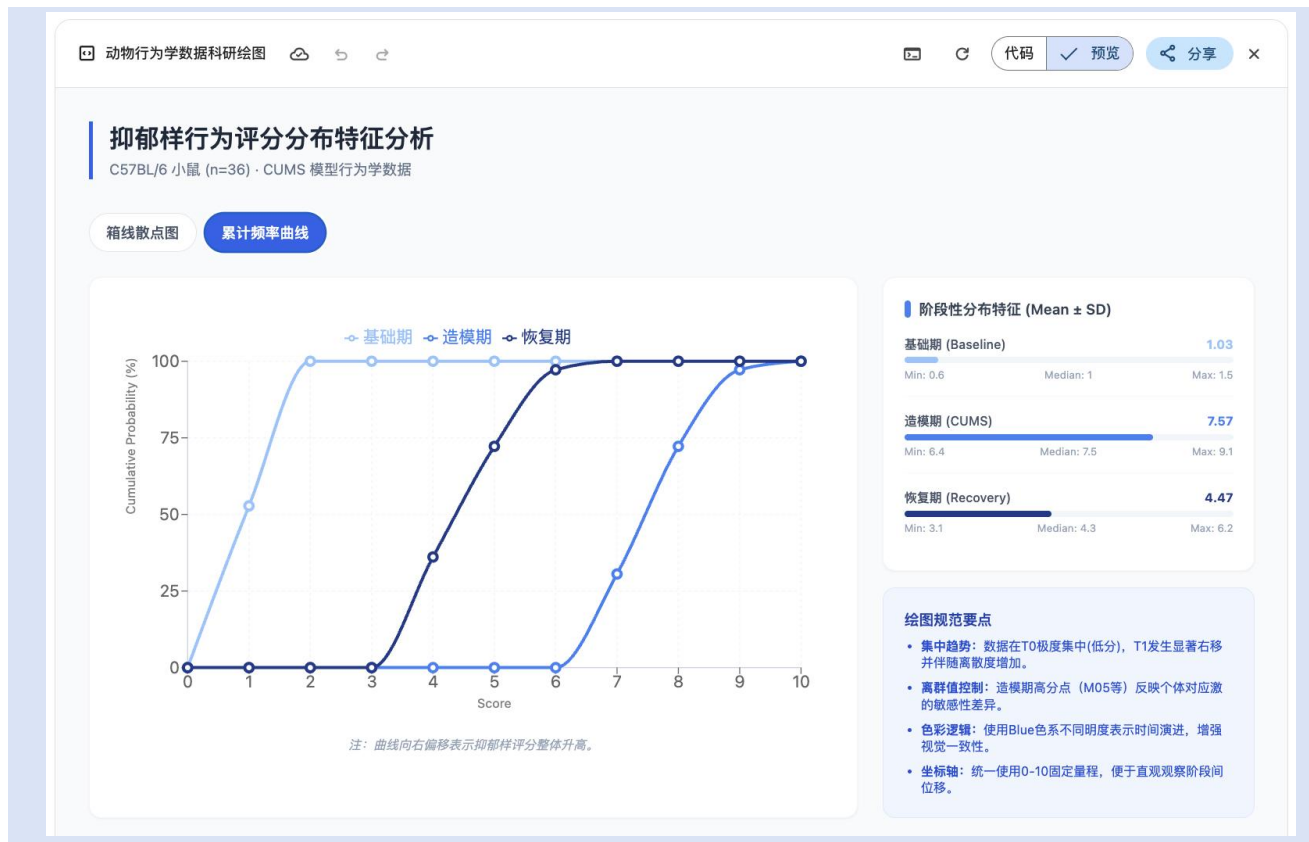 动物行为学数据科研绘图
代码
预览
分享
抑郁样行为评分分布特征分析
C57BL/6 小鼠 (n=36) · CUMS 模型行为学数据
箱线散点图
累计频率曲线
基础期 造模期 恢复期
Cumulative Probability (%)
100
75
50
25
0
0 1 2 3 4 5 6 7 8 9 10
Score
注：曲线向右偏移表示抑郁样评分整体升高。
阶段性分布特征 (Mean ± SD)
基础期 (Baseline) 1.03
Min: 0.6 Median: 1 Max: 1.5
造模期 (CUMS) 7.57
Min: 6.4 Median: 7.5 Max: 9.1
恢复期 (Recovery) 4.47
Min: 3.1 Median: 4.3 Max: 6.2
绘图规范要点
• 集中趋势：数据在T0极度集中(低分)，T1发生显著右移
并伴随离散度增加。
• 离群值控制：造模期高分点（M05等）反映个体对应激
的敏感性差异。
• 色彩逻辑：使用Blue色系不同明度表示时间演进，增强
视觉一致性。
• 坐标轴：统一使用0-10固定量程，便于直观观察阶段间
位移。